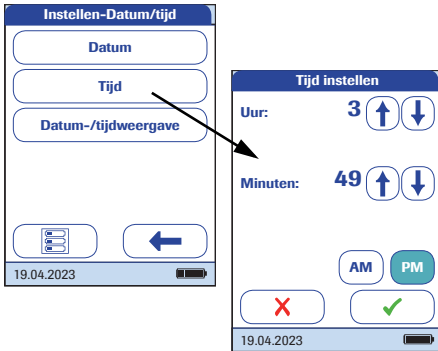 Instellen-Datum/tijd
Datum
Tijd
Datum-/tijdweergave
19.04.2023
Tijd instellen
Uur: 3
Minuten: 49
AM PM
19.04.2023